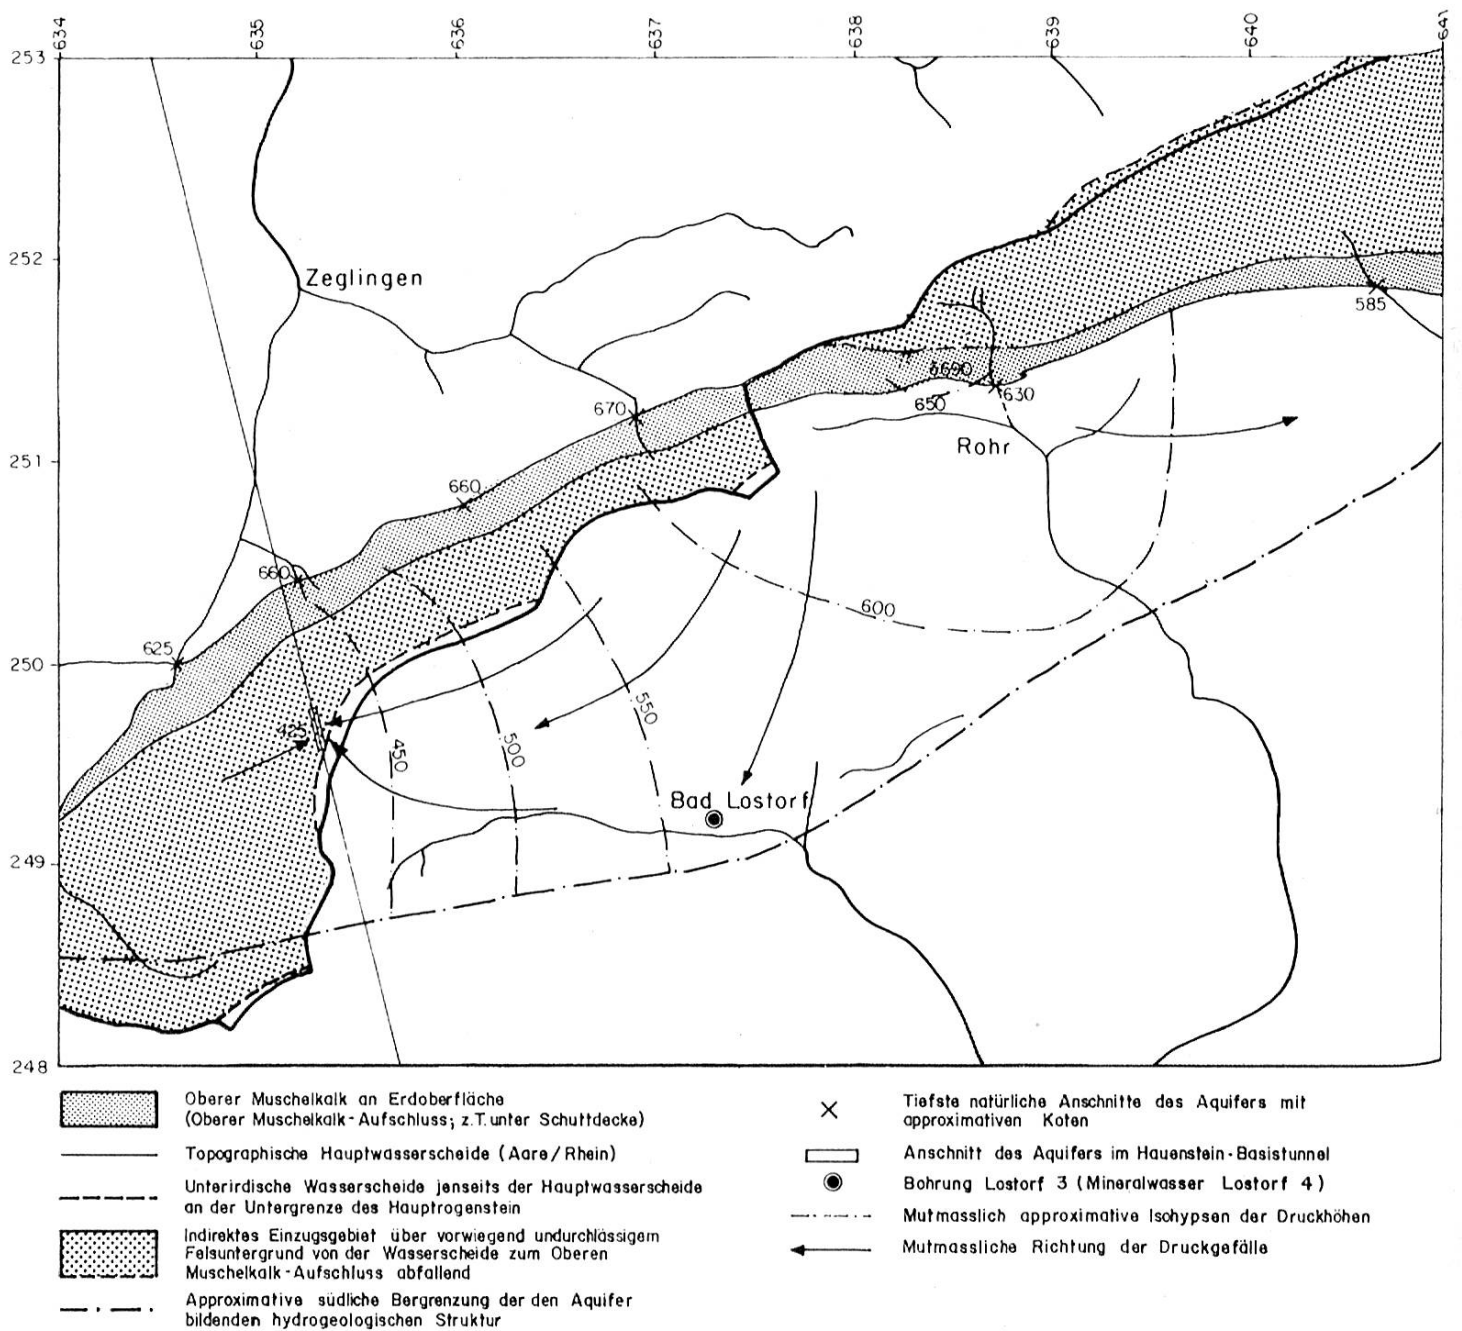 634
635
636
637
638
639
640
641
253
252
251
250
249
248
Zeglingen
585
670
630
650
Rohr
660
660
625
600
550
500
450
Bad Lostorf
Oberer Muschelkalk an Erdoberfläche
(Oberer Muschelkalk-Aufschluss; z.T. unter Schuttdecke)
Topographische Hauptwasserscheide (Aare/Rhein)
Unterirdische Wasserscheide jenseits der Hauptwasserscheide
an der Untergrenze des Hauptrogenstein
Indirektes Einzugsgebiet über vorwiegend undurchlässigem
Felsuntergrund von der Wasserscheide zum Oberen
Muschelkalk-Aufschluss abfallend
Approximative südliche Bergrenzung der den Aquifer
bildenden hydrogeologischen Struktur
Tiefste natürliche Anschnitte des Aquifers mit
approximativen Koten
Anschnitt des Aquifers im Hauenstein-Basistunnel
Bohrung Lostorf 3 (Mineralwasser Lostorf 4)
Mutmasslich approximative Isohypsen der Druckhöhen
Mutmassliche Richtung der Druckgefälle